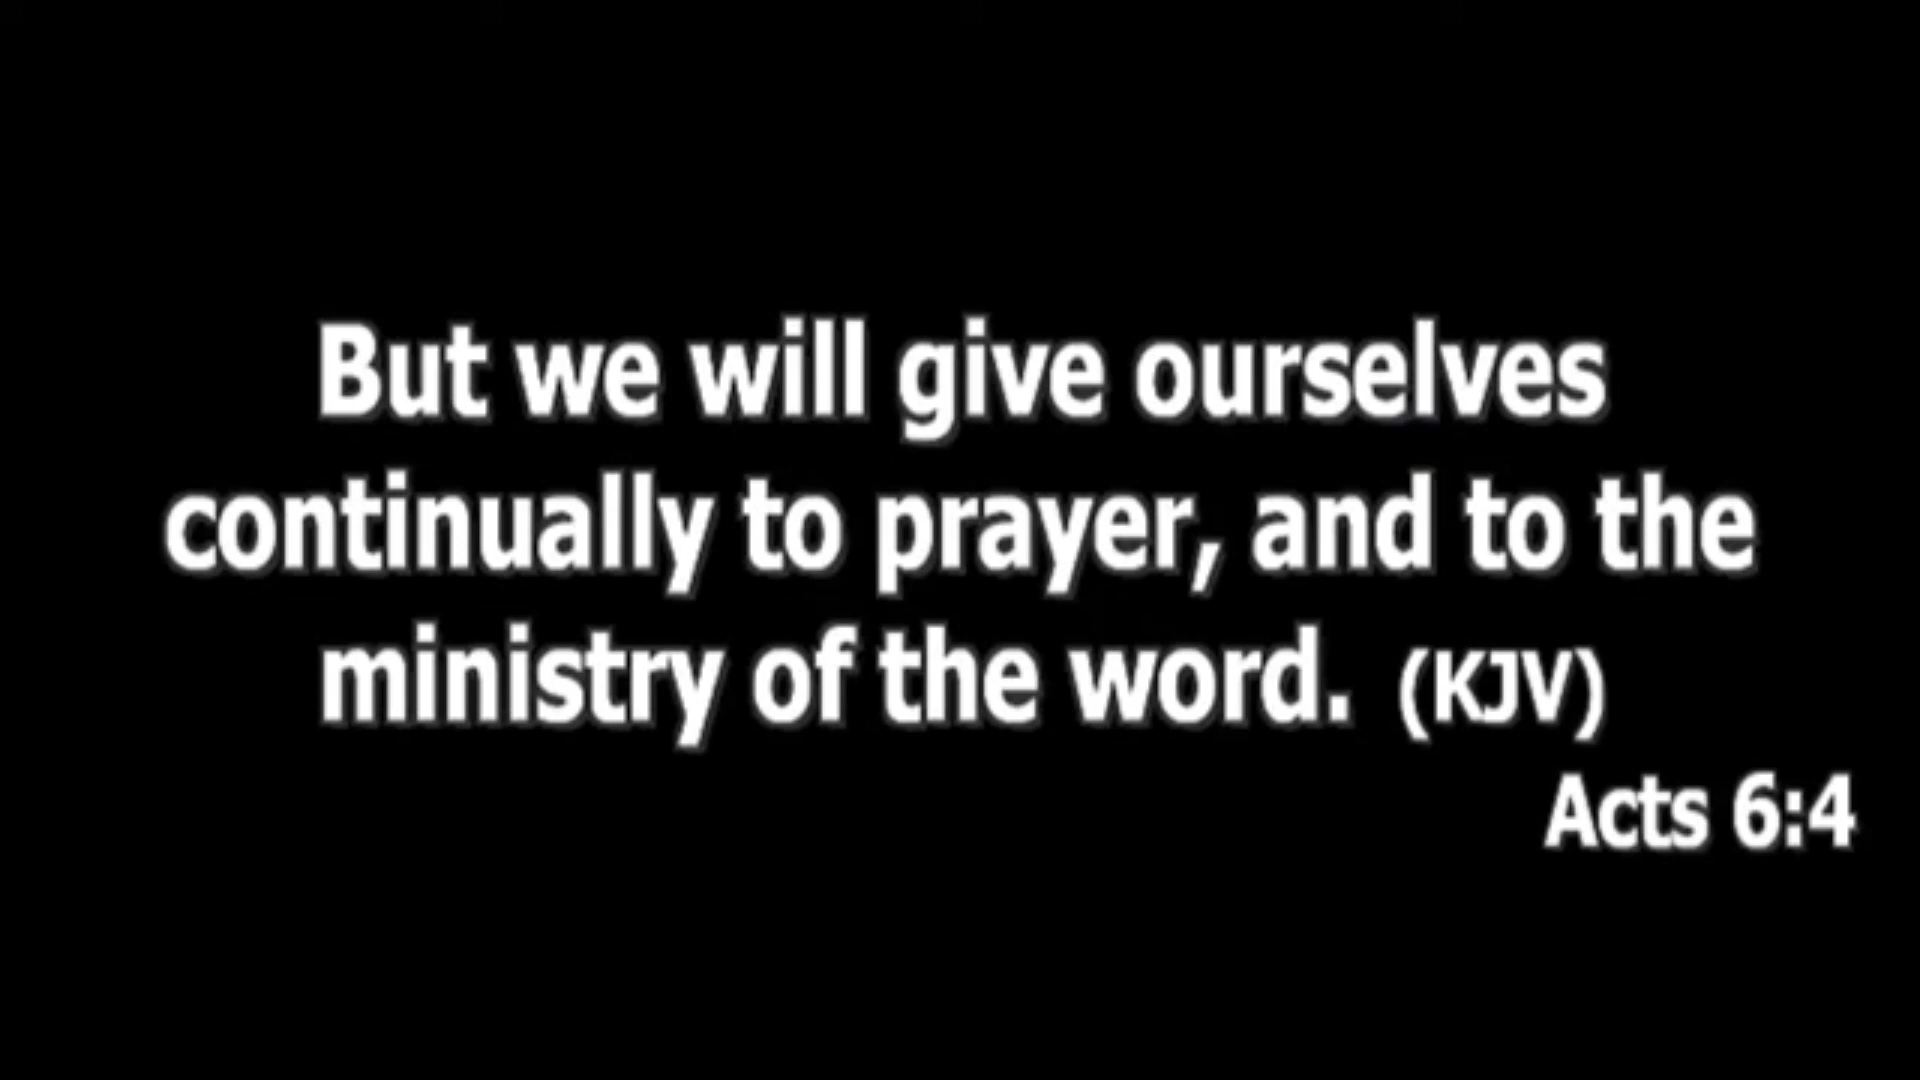 But we will give ourselves
continually to prayer, and to the
ministry of the word. (KJV)
Acts 6:4